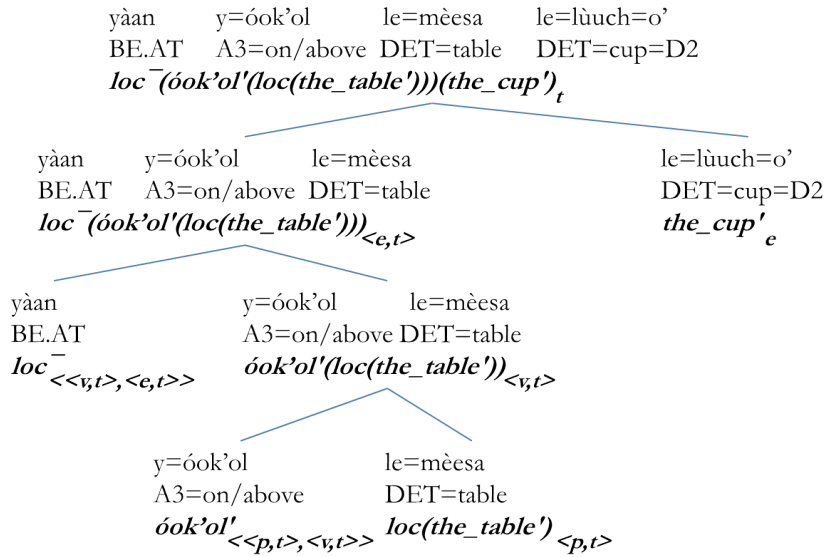 yàan y=óok’ol le=mèesa le=lùuch=o’
BE.AT A3=on/above DET=table DET=cup=D2
loc¯(óok’ol'(loc(the_table')))(the_cup')t
yàan y=óok’ol le=mèesa le=lùuch=o’
BE.AT A3=on/above DET=table DET=cup=D2
loc¯(óok’ol'(loc(the_table')))<e,t> the_cup'e
yàan y=óok’ol le=mèesa
BE.AT A3=on/above DET=table
loc¯<<v,t>,<e,t>> óok’ol'(loc(the_table'))<v,t>
y=óok’ol le=mèesa
A3=on/above DET=table
óok’ol'<<p,t>,<v,t>> loc(the_table')<p,t>